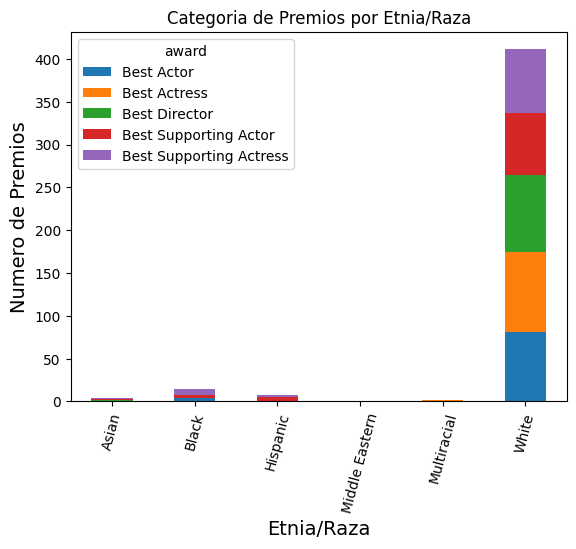 Categoria de Premios por Etnia/Raza
award
Best Actor
Best Actress
Best Director
Best Supporting Actor
Best Supporting Actress
Numero de Premios
400
350
300
250
200
150
100
50
0
Asian
Black
Hispanic
Middle Eastern
Multiracial
White
Etnia/Raza